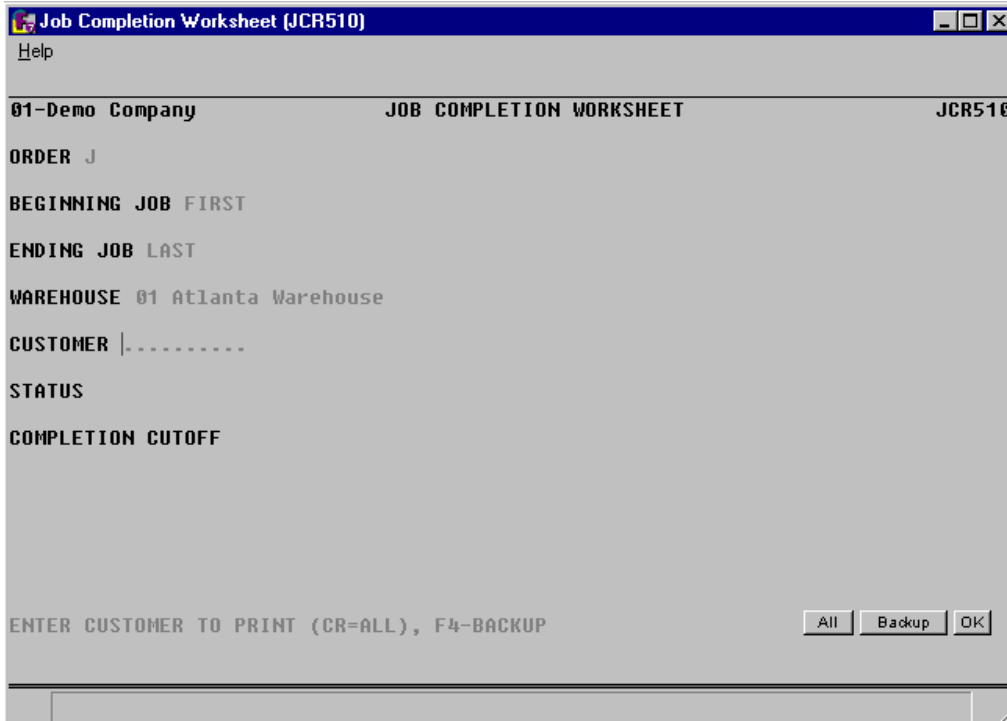 Job Completion Worksheet (JCR510)
Help
01-Demo Company JOB COMPLETION WORKSHEET JCR510
ORDER J
BEGINNING JOB FIRST
ENDING JOB LAST
WAREHOUSE 01 Atlanta Warehouse
CUSTOMER ..........
STATUS
COMPLETION CUTOFF
ENTER CUSTOMER TO PRINT (CR=ALL), F4-BACKUP All Backup OK